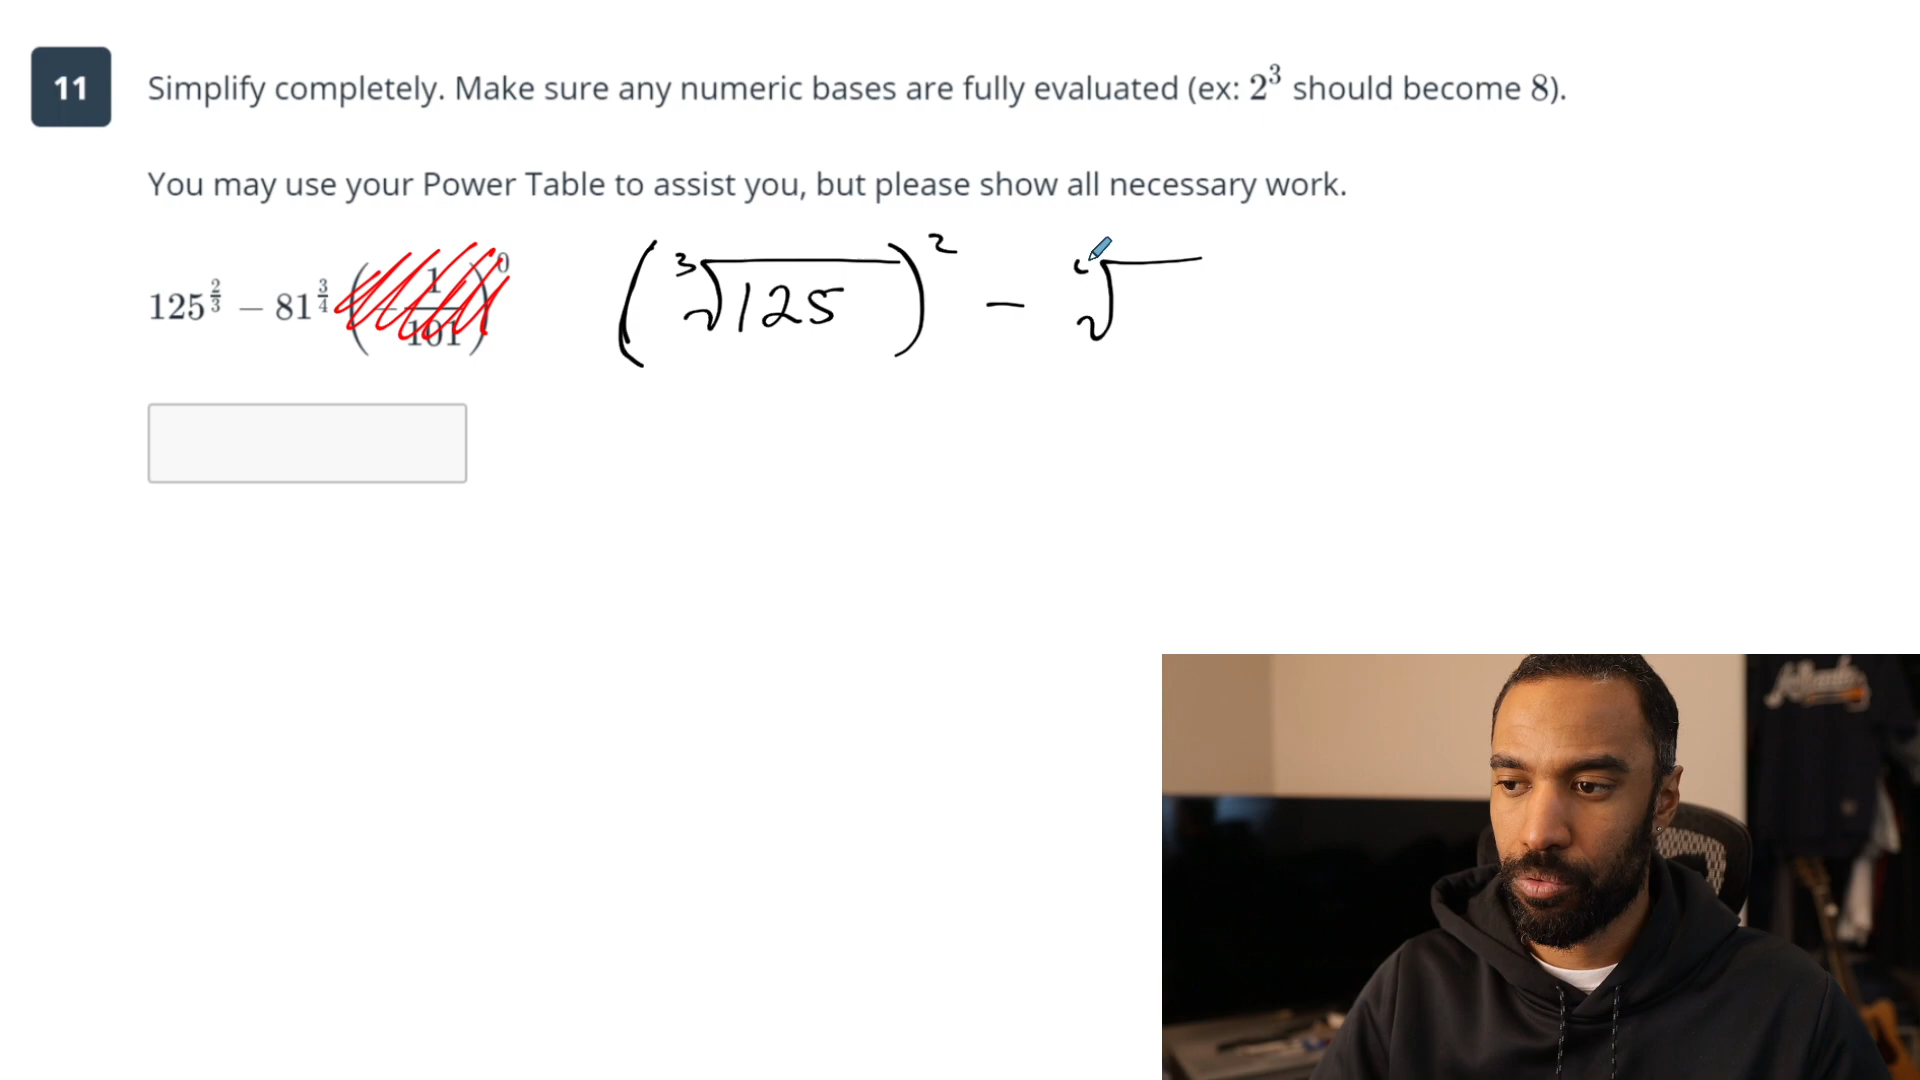 11 Simplify completely. Make sure any numeric bases are fully evaluated (ex: 2³ should become 8).
You may use your Power Table to assist you, but please show all necessary work.
125^(2/3) − 81^(3/4) (1/101)^0 (∛125)² − √